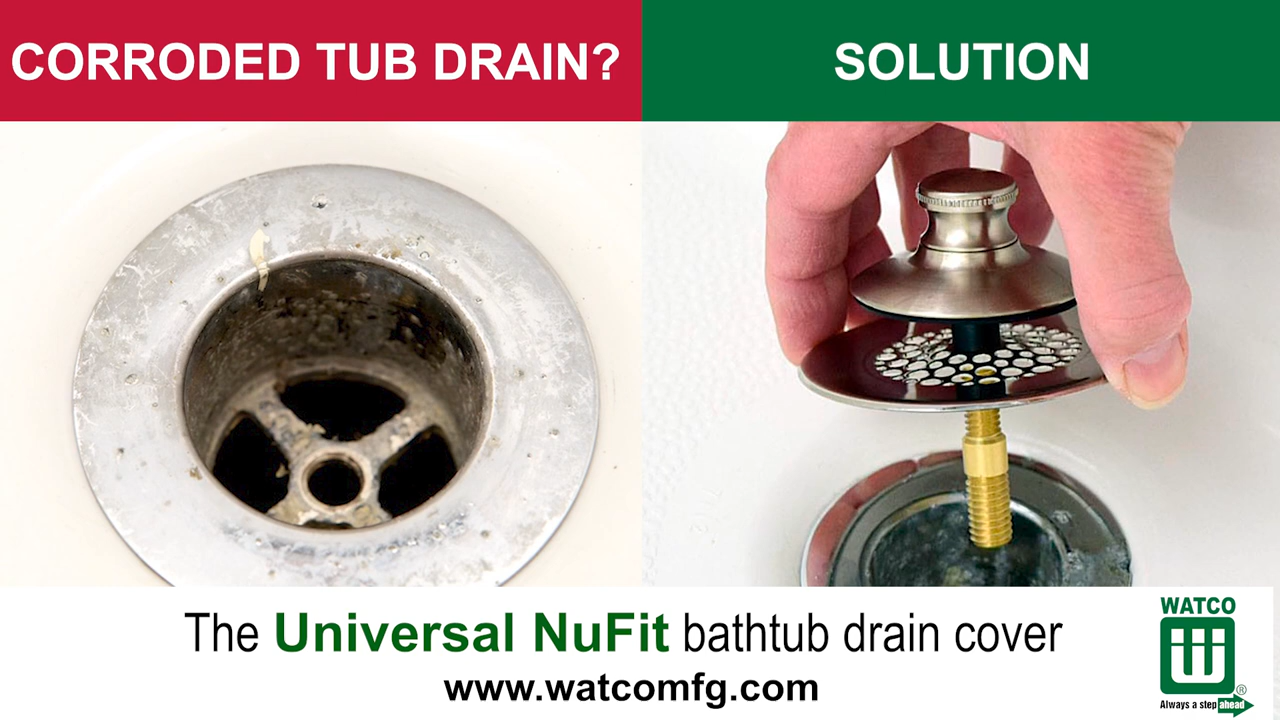 CORRODED TUB DRAIN?
SOLUTION
The Universal NuFit bathtub drain cover
www.watcomfg.com
WATCO
W
®
Always a step ahead